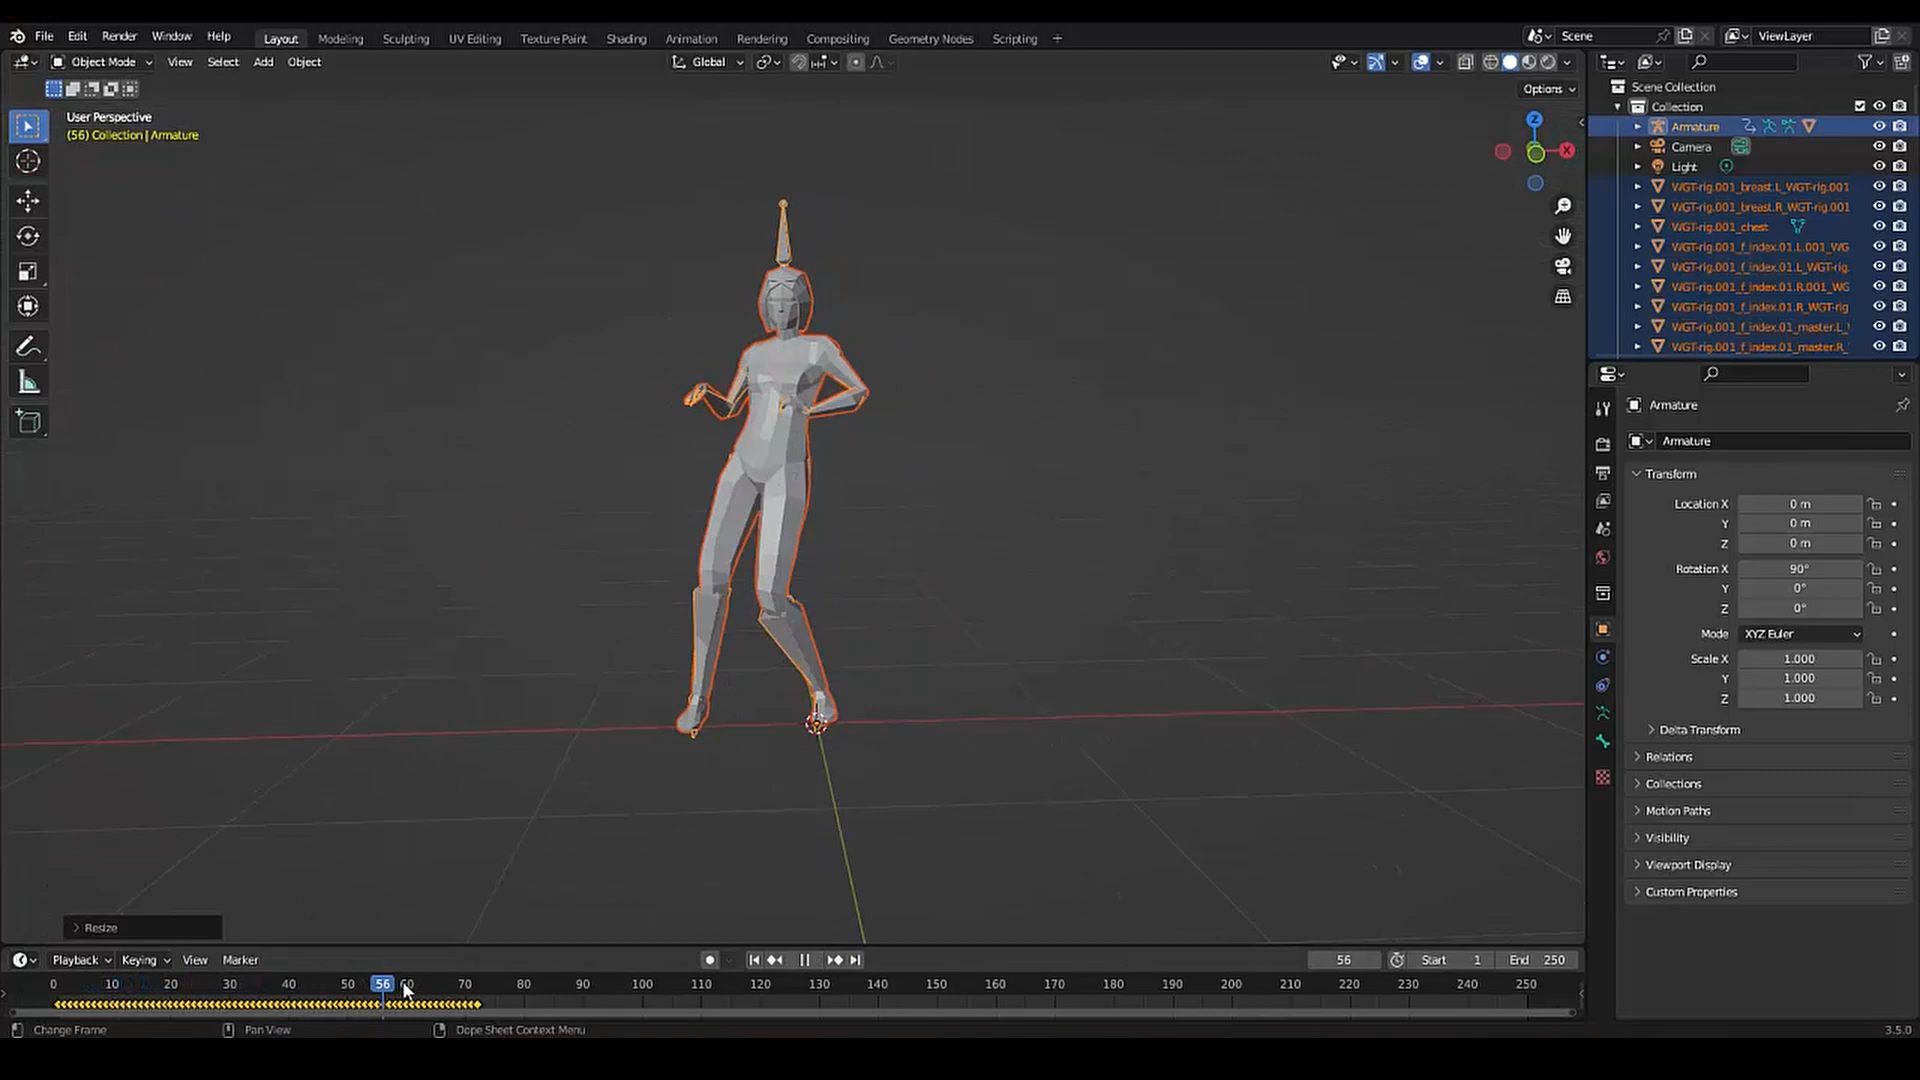 File Edit Render Window Help Layout Modeling Sculpting UV Editing Texture Paint Shading Animation Rendering Compositing Geometry Nodes Scripting + Scene ViewLayer
Object Mode View Select Add Object Global
Options
User Perspective
(56) Collection | Armature
Z
X
Scene Collection
Collection
Armature
Camera
Light
WGT-rig.001_breast.L_WGT-rig.001
WGT-rig.001_breast.R_WGT-rig.001
WGT-rig.001_chest
WGT-rig.001_f_index.01.L.001_WG
WGT-rig.001_f_index.01.L_WGT-rig.
WGT-rig.001_f_index.01.R.001_WG
WGT-rig.001_f_index.01.R_WGT-rig
WGT-rig.001_f_index.01_master.L_
WGT-rig.001_f_index.01_master.R_
Armature
Armature
Transform
Location X 0 m
Y 0 m
Z 0 m
Rotation X 90°
Y 0°
Z 0°
Mode XYZ Euler
Scale X 1.000
Y 1.000
Z 1.000
Delta Transform
Relations
Collections
Motion Paths
Visibility
Viewport Display
Custom Properties
Resize
Playback Keying View Marker 56 Start 1 End 250
0 10 20 30 40 50 56 60 70 80 90 100 110 120 130 140 150 160 170 180 190 200 210 220 230 240 250
Change Frame Pan View Dope Sheet Context Menu 3.5.0